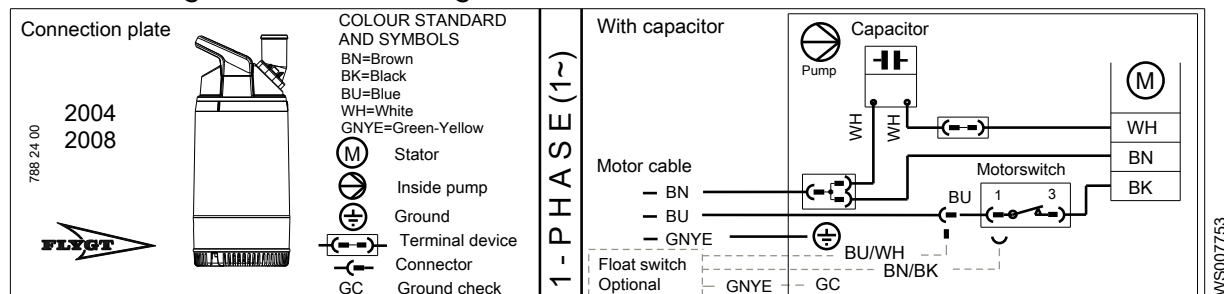 Connection plate
2004
2008
788 24 00
FLYGT
COLOUR STANDARD
AND SYMBOLS
BN=Brown
BK=Black
BU=Blue
WH=White
GNYE=Green-Yellow
M Stator
Inside pump
Ground
Terminal device
Connector
GC Ground check
1-PHASE(1~)
With capacitor
Pump
Capacitor
WH
WH
M
WH
BN
BK
Motor cable
BN
BU
GNYE
Motorswitch
BU
1 3
BU/WH
BN/BK
Float switch
Optional
GNYE
GC
WS007753